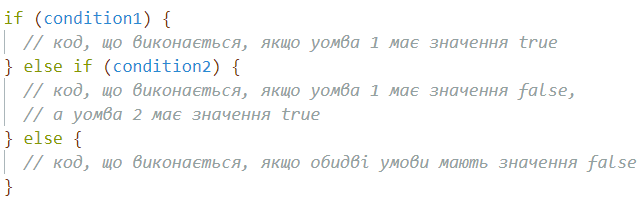 if (condition1) {
// код, що виконається, якщо уомва 1 має значення true
} else if (condition2) {
// код, що виконається, якщо уомва 1 має значення false,
// а уомва 2 має значення true
} else {
// код, що виконається, якщо обидві умови мають значення false
}